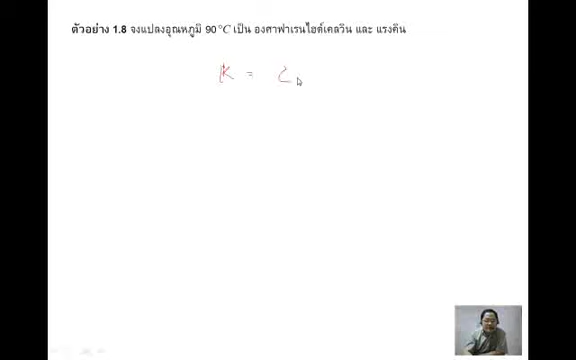 ตัวอย่าง 1.8 จงแปลงอุณหภูมิ 90 °C เป็น องศาฟาเรนไฮต์เคลวิน และ แรงคิน
K = C